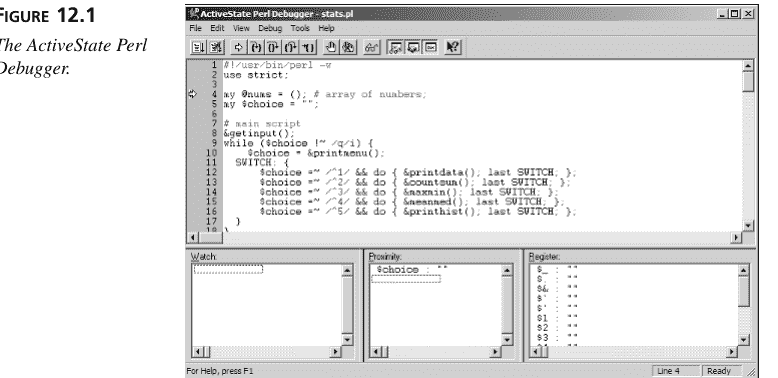 FIGURE 12.1
The ActiveState Perl
Debugger.
ActiveState Perl Debugger - stats.pl
File Edit View Debug Tools Help
1 #!/usr/bin/perl -w
2 use strict;
3
4 my @nums = (); # array of numbers;
5 my $choice = "";
6
7 # main script
8 &getinput();
9 while ($choice !~ /q/i) {
10 $choice = &printmenu();
11 SWITCH: {
12 $choice =~ /^1/ && do { &printdata(); last SWITCH; };
13 $choice =~ /^2/ && do { &countsum(); last SWITCH; };
14 $choice =~ /^3/ && do { &maxmin(); last SWITCH; };
15 $choice =~ /^4/ && do { &meanmed(); last SWITCH; };
16 $choice =~ /^5/ && do { &printhist(); last SWITCH; };
17 }
18 }
Watch: Proximity: Register:
$choice : ""
$_ : ""
$& : ""
$` : ""
$' : ""
$1 : ""
$2 : ""
$3 : ""
For Help, press F1
Line 4 Ready